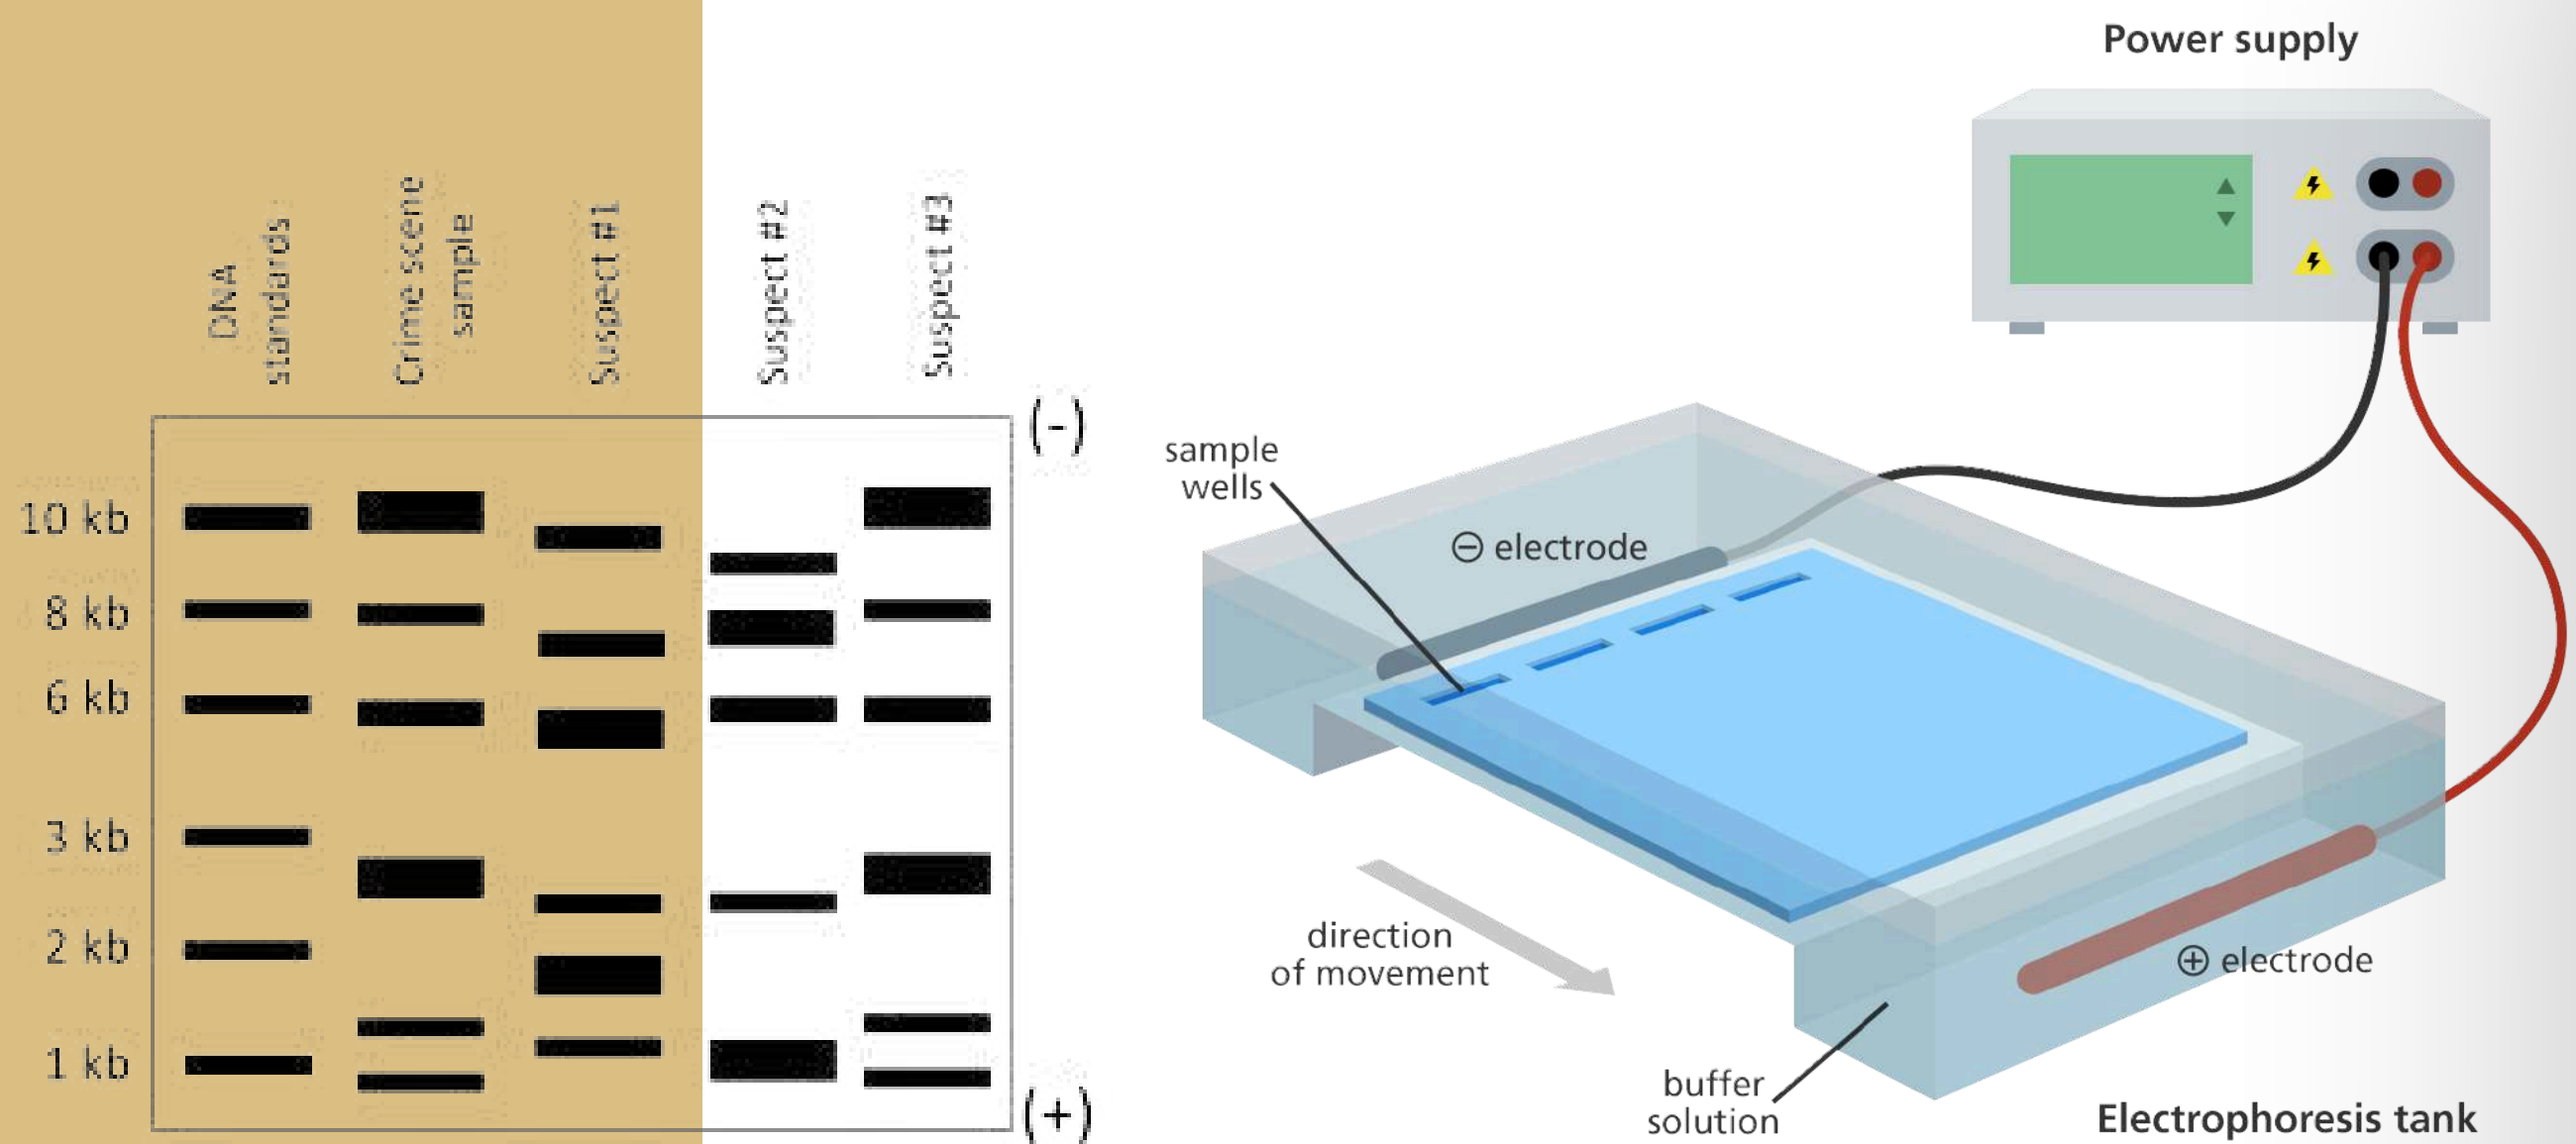 DNA
standards
Crime scene
sample
Suspect #1
Suspect #2
Suspect #3
(-)
10 kb
8 kb
6 kb
3 kb
2 kb
1 kb
(+)
Power supply
sample
wells
⊖ electrode
direction
of movement
⊕ electrode
buffer
solution
Electrophoresis tank